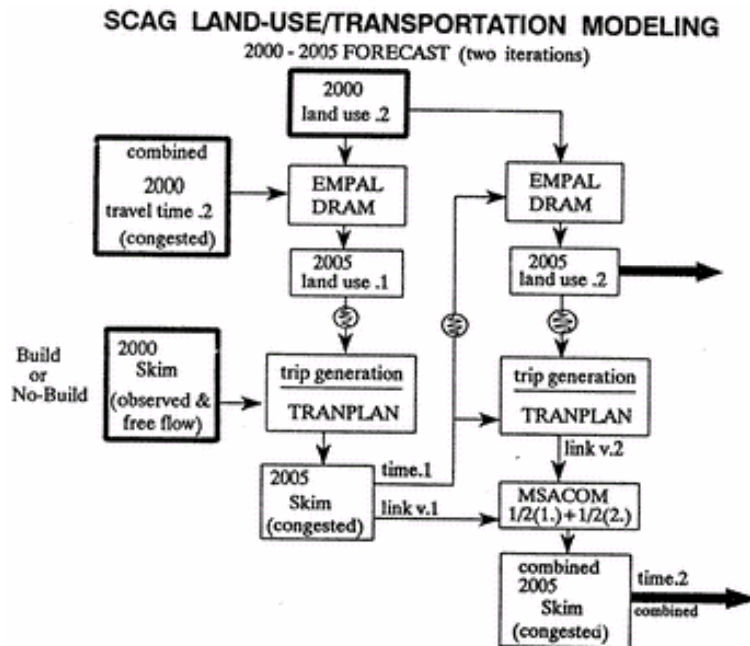 SCAG LAND-USE/TRANSPORTATION MODELING
2000 - 2005 FORECAST (two iterations)
2000
land use .2
combined
2000
travel time .2
(congested)
EMPAL
DRAM
EMPAL
DRAM
2005
land use .1
2005
land use .2
Build
or
No-Build
2000
Skim
(observed &
free flow)
trip generation
TRANPLAN
trip generation
TRANPLAN
link v.2
2005
Skim
(congested)
time.1
link v.1
MSACOM
1/2(1.)+1/2(2.)
combined
2005
Skim
(congested)
time.2
combined